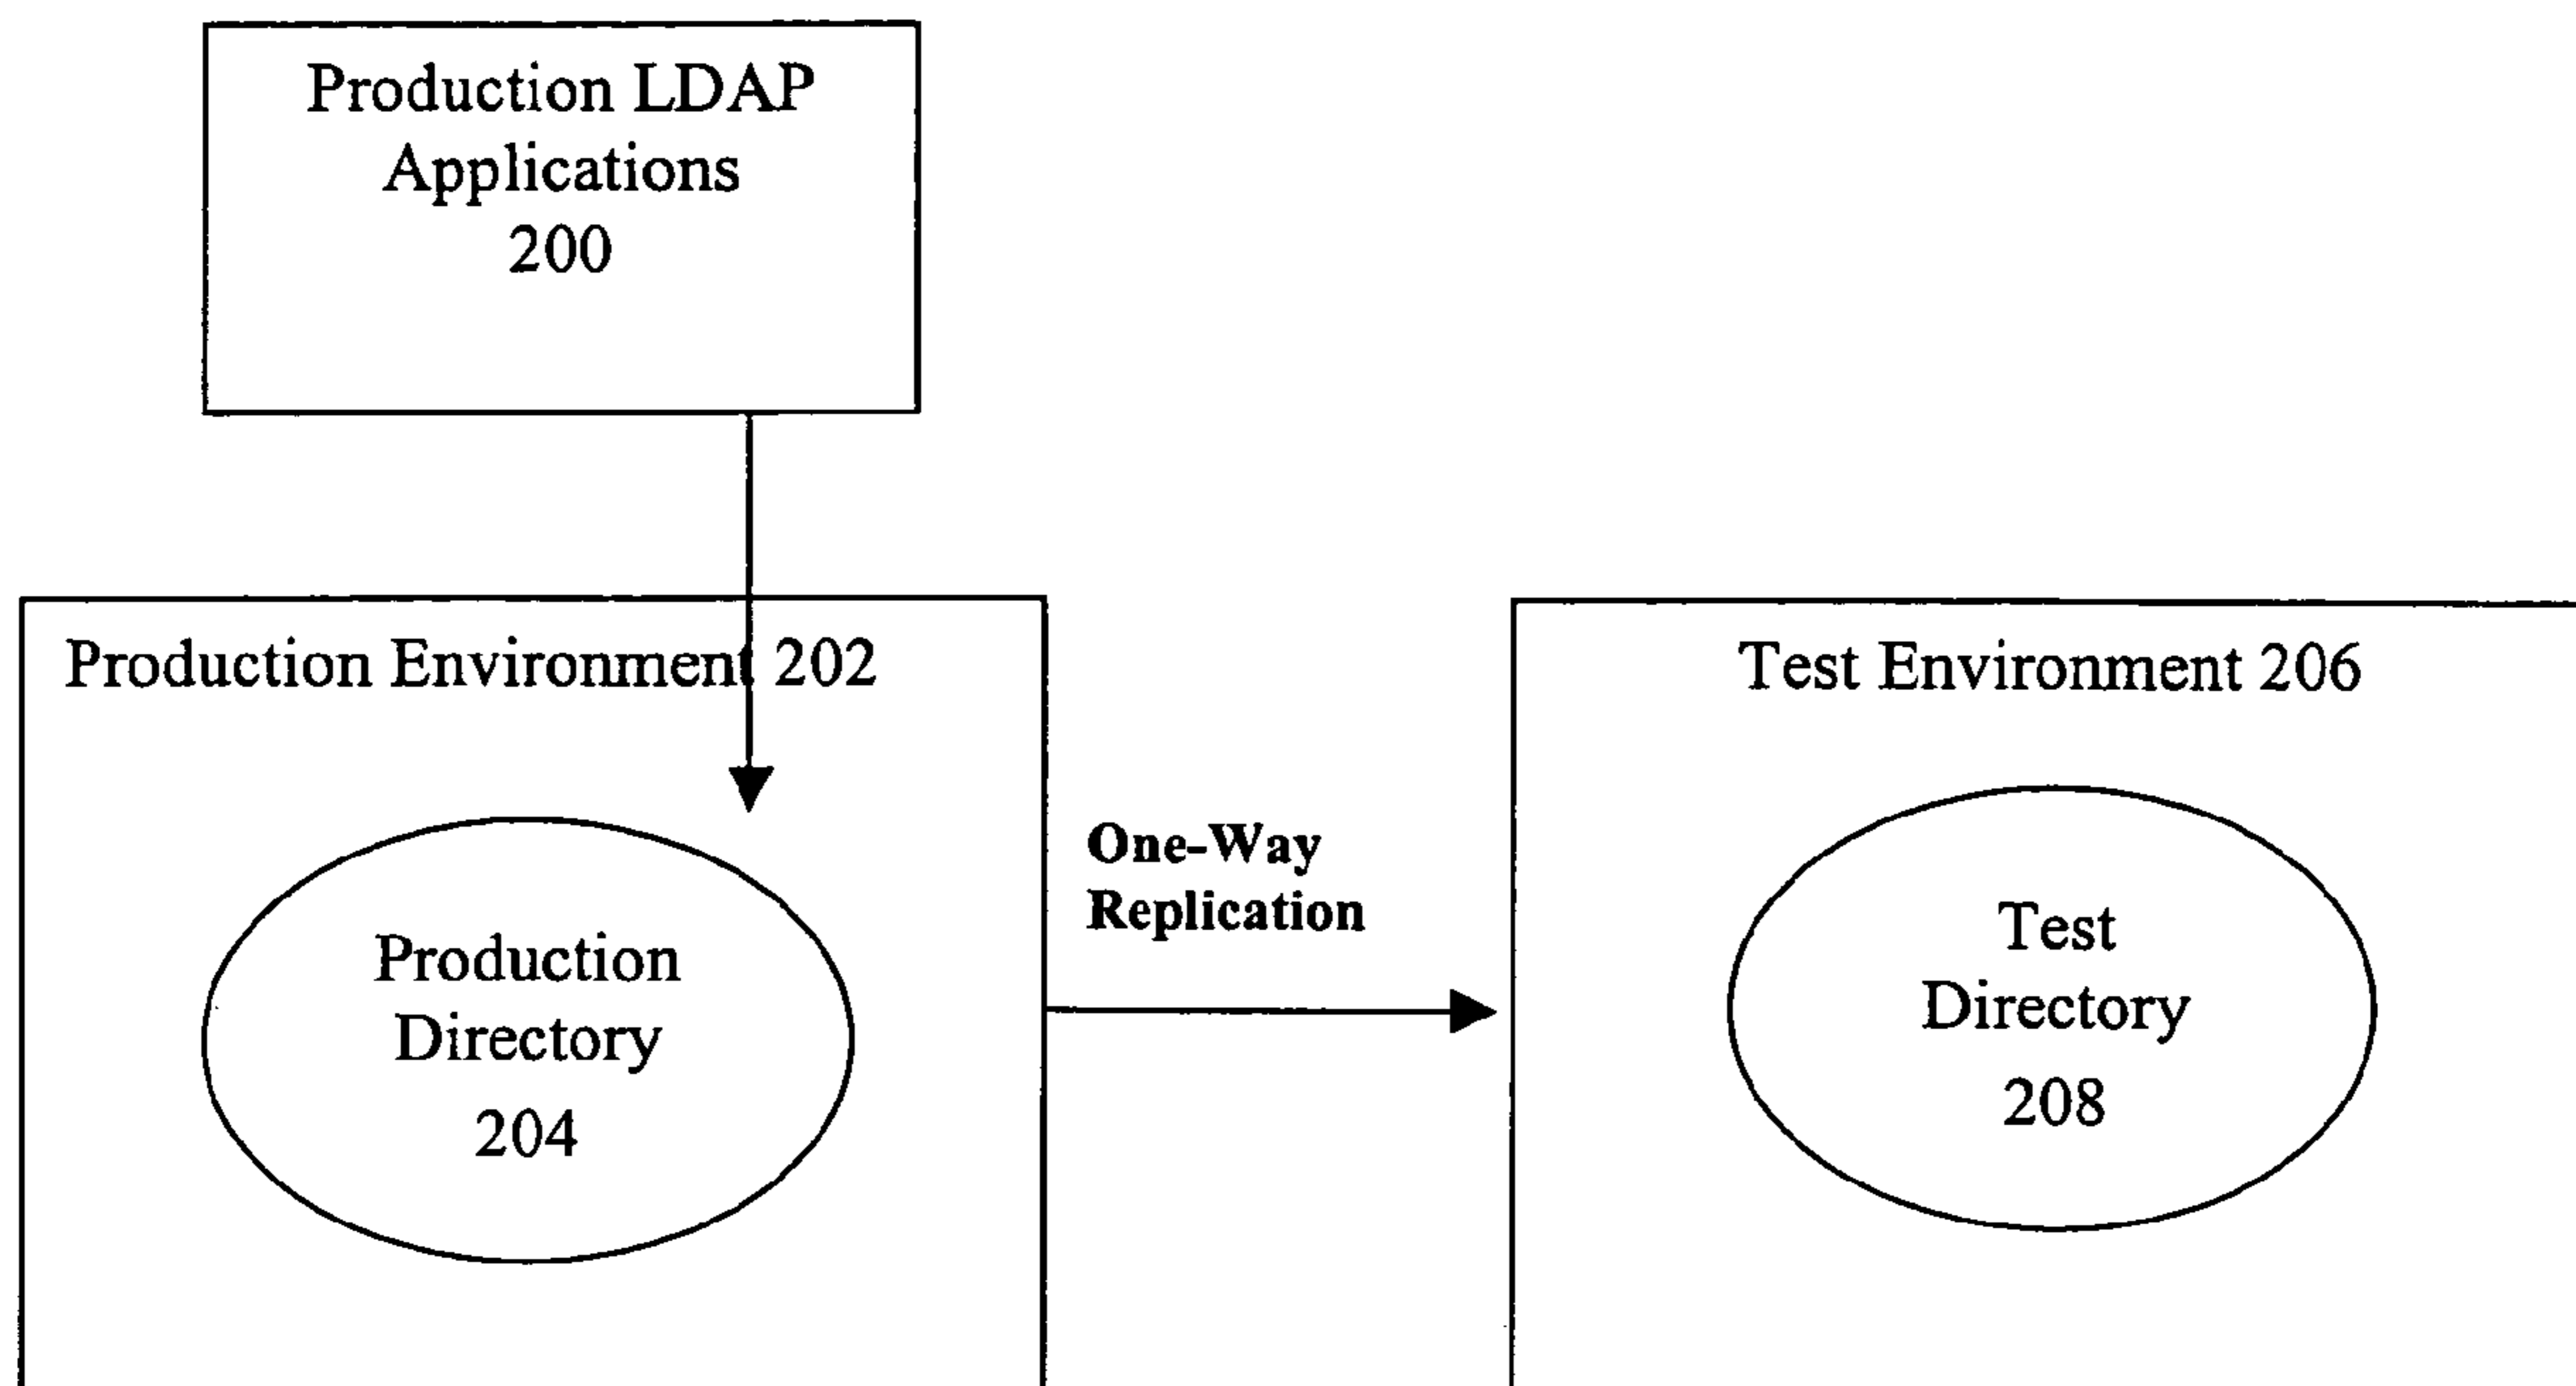 Production LDAP
Applications
200
Production Environment 202
Test Environment 206
One-Way
Replication
Production
Directory
204
Test
Directory
208